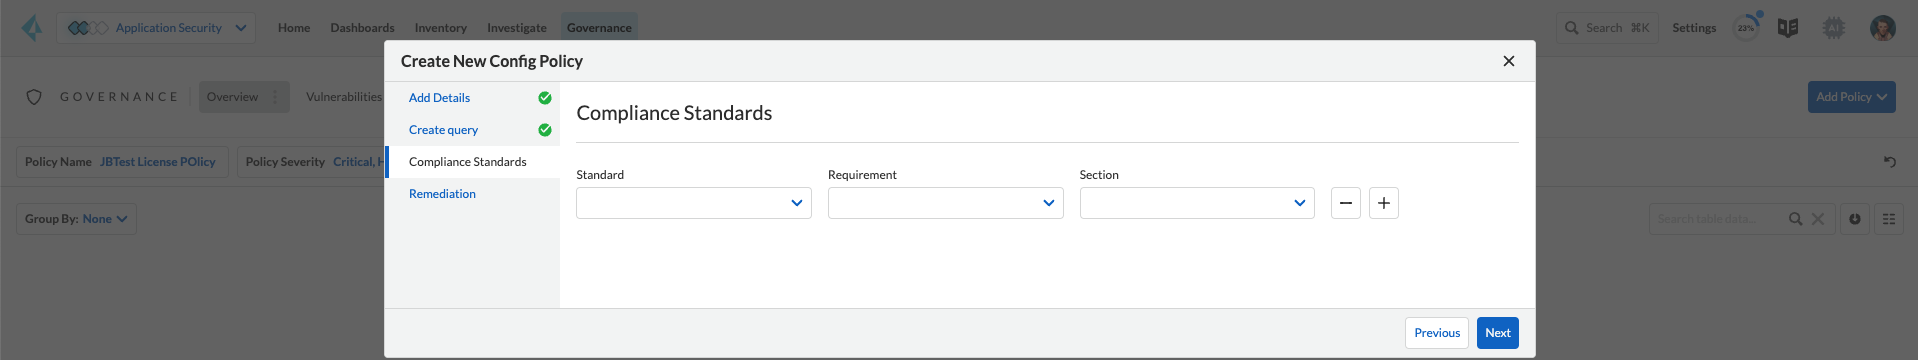 Application Security Home Dashboards Inventory Investigate Governance Search ⌘K Settings 23% AI
Create New Config Policy
GOVERNANCE Overview Vulnerabilities Add Policy
Add Details
Create query
Compliance Standards
Remediation
Compliance Standards
Policy Name JBTest License POlicy Policy Severity Critical, H
Standard Requirement Section
Group By: None Search table data...
Previous Next